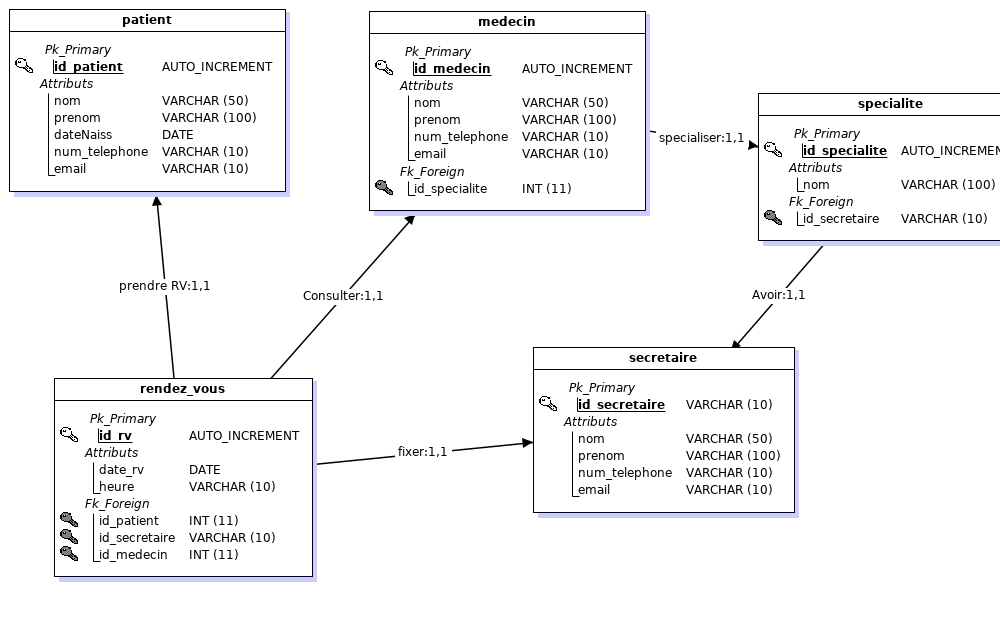 patient
Pk_Primary
id_patient AUTO_INCREMENT
Attributs
nom VARCHAR (50)
prenom VARCHAR (100)
dateNaiss DATE
num_telephone VARCHAR (10)
email VARCHAR (10)
medecin
Pk_Primary
id_medecin AUTO_INCREMENT
Attributs
nom VARCHAR (50)
prenom VARCHAR (100)
num_telephone VARCHAR (10)
email VARCHAR (10)
Fk_Foreign
id_specialite INT (11)
specialiser:1,1
specialite
Pk_Primary
id_specialite AUTO_INCREMEN
Attributs
nom VARCHAR (100)
Fk_Foreign
id_secretaire VARCHAR (10)
prendre RV:1,1
Consulter:1,1
Avoir:1,1
rendez_vous
Pk_Primary
id_rv AUTO_INCREMENT
Attributs
date_rv DATE
heure VARCHAR (10)
Fk_Foreign
id_patient INT (11)
id_secretaire VARCHAR (10)
id_medecin INT (11)
fixer:1,1
secretaire
Pk_Primary
id_secretaire VARCHAR (10)
Attributs
nom VARCHAR (50)
prenom VARCHAR (100)
num_telephone VARCHAR (10)
email VARCHAR (10)